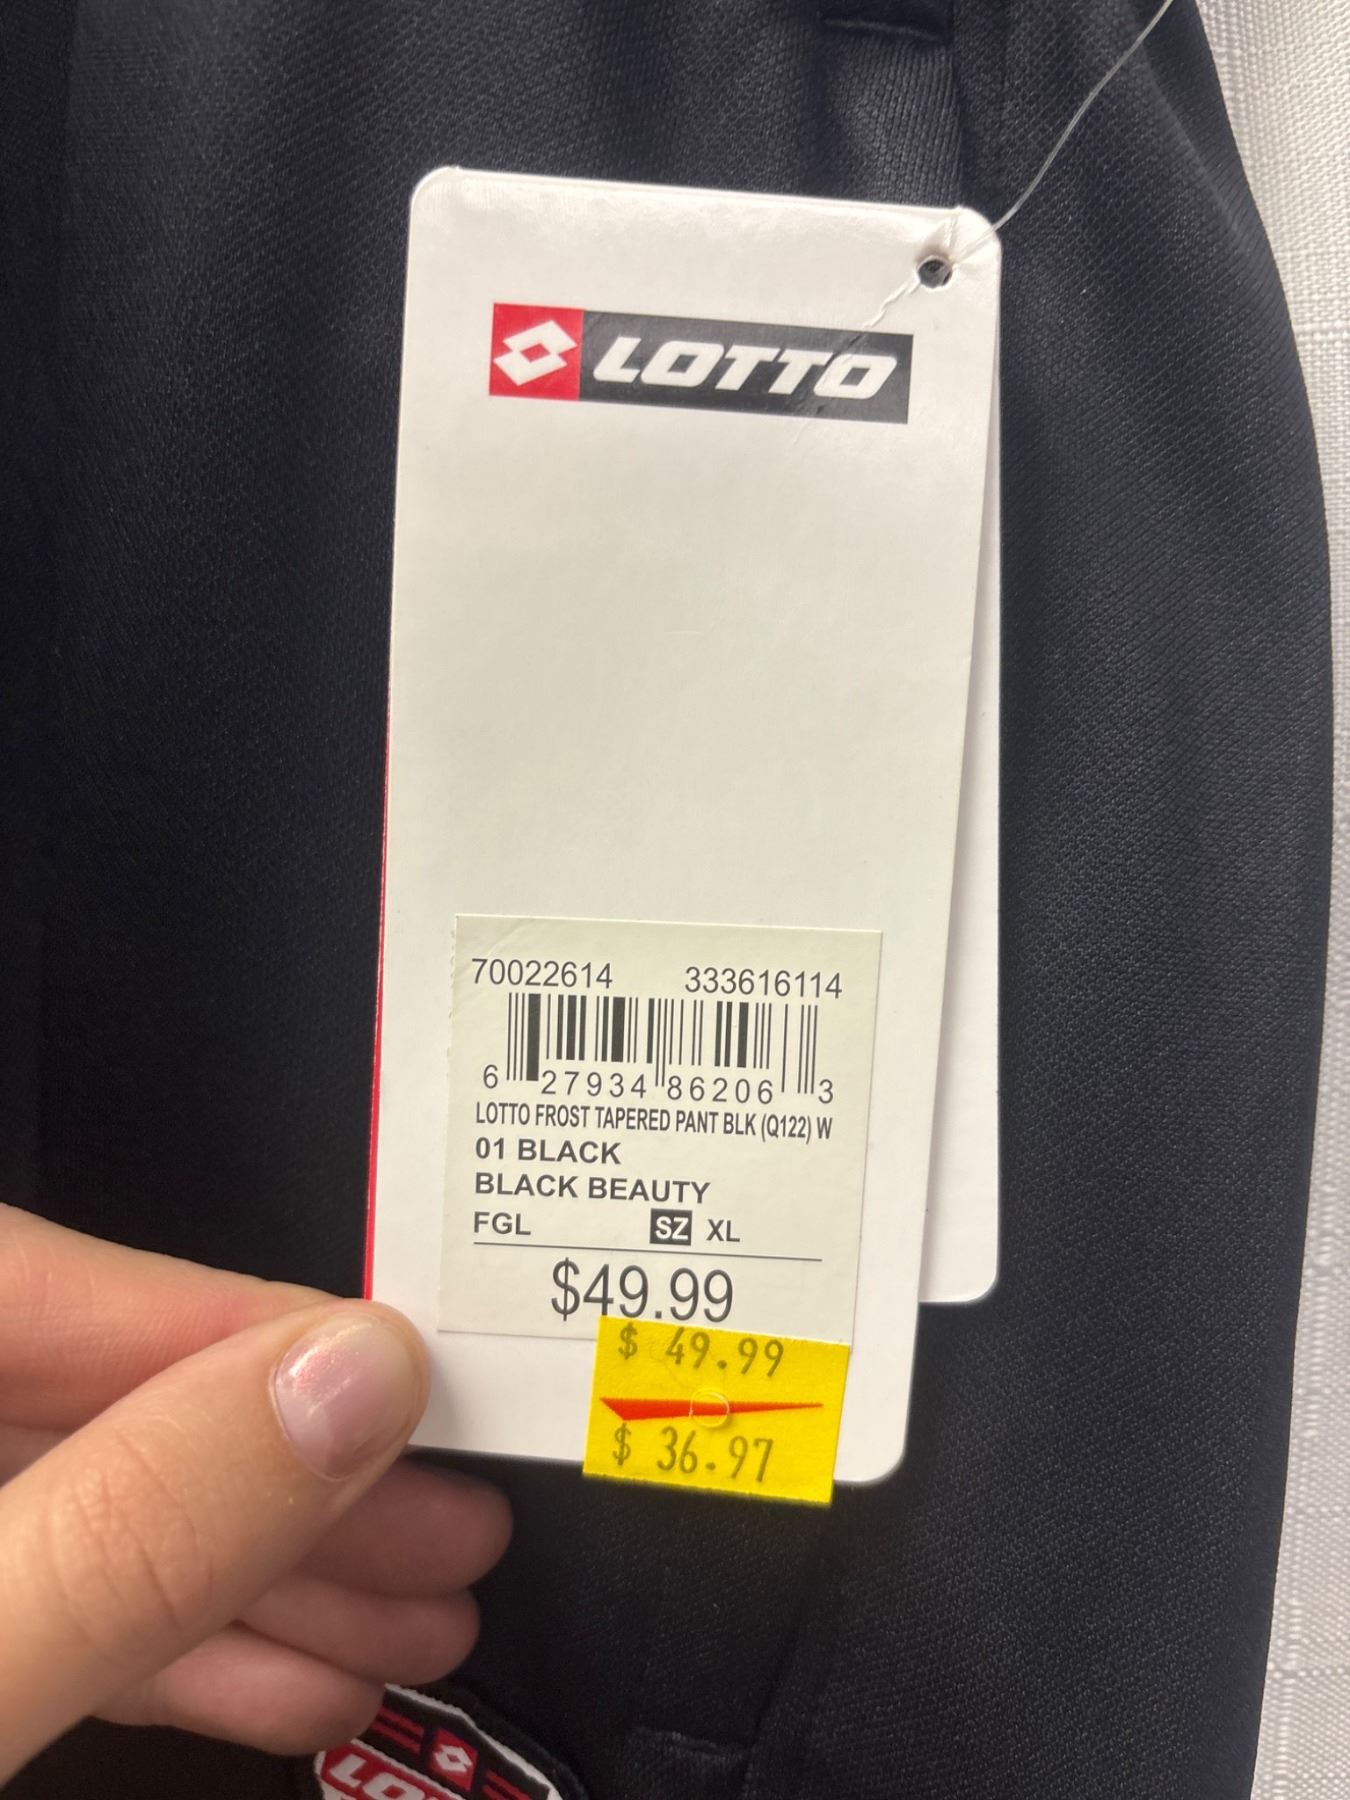 LOTTO
70022614 333616114
6 27934 86206 3
LOTTO FROST TAPERED PANT BLK (Q122) W
01 BLACK
BLACK BEAUTY
FGL SZ XL
$49.99
$ 49.99
$ 36.97